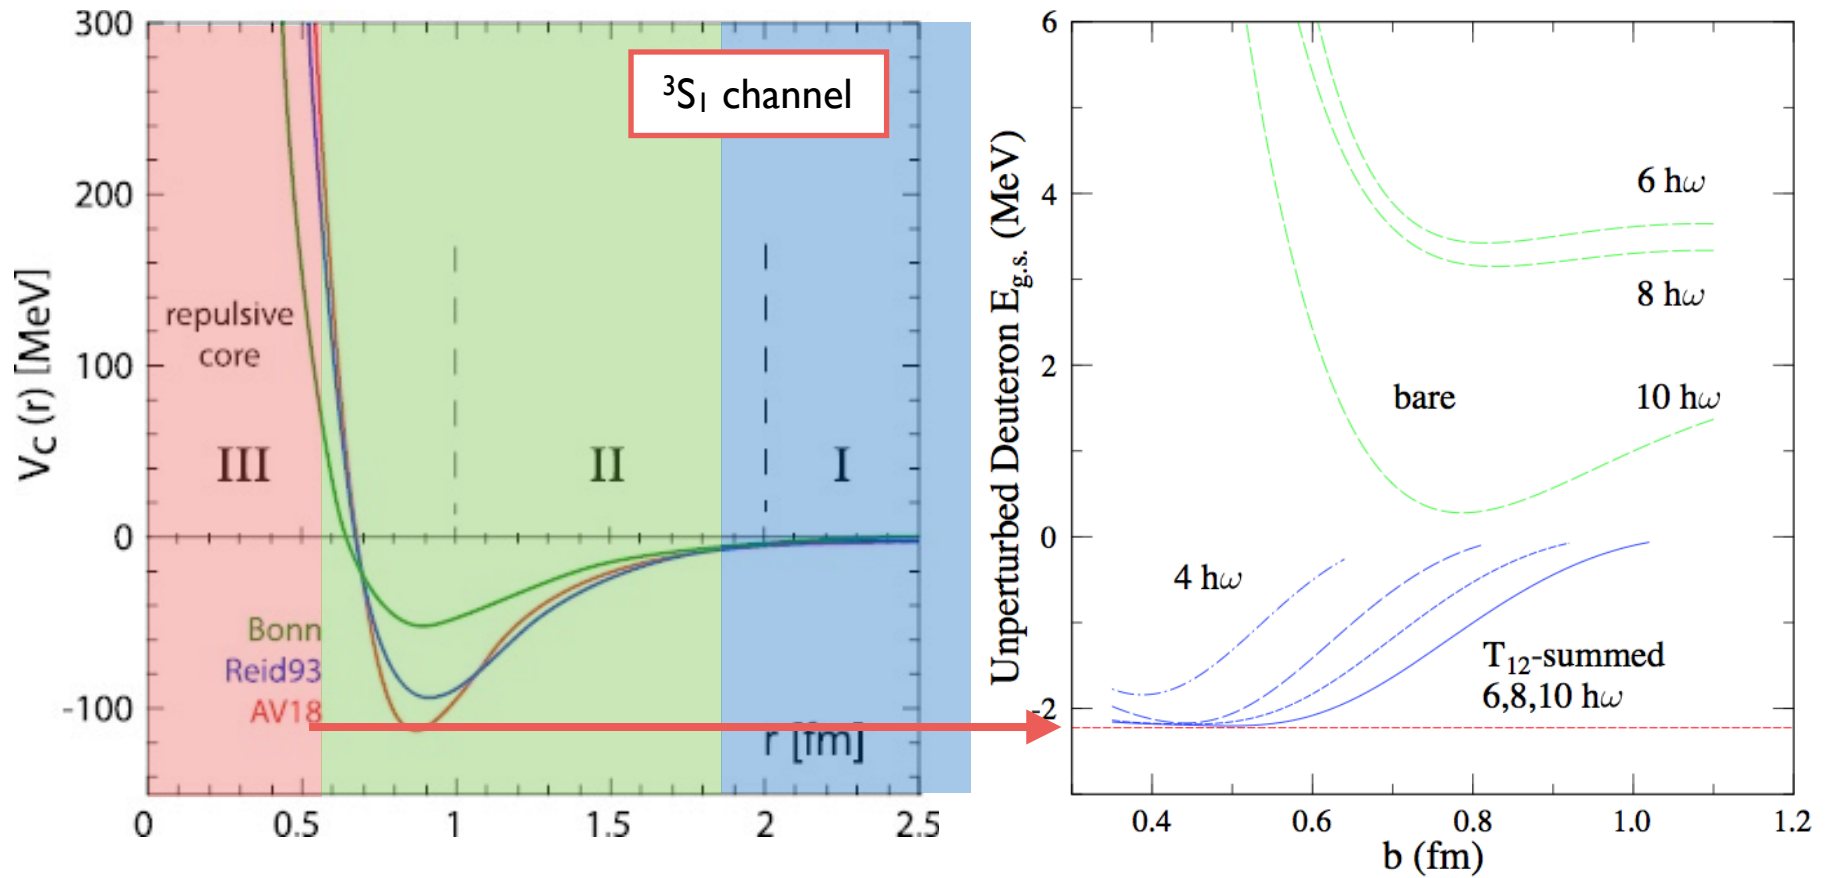 300
200
100
0
-100
V_C (r) [MeV]
³S₁ channel
repulsive
core
III
II
I
Bonn
Reid93
AV18
r [fm]
0
0.5
1
1.5
2
2.5
6
4
2
0
-2
Unperturbed Deuteron E_g.s. (MeV)
6 hω
8 hω
bare
10 hω
4 hω
T₁₂-summed
6,8,10 hω
0.4
0.6
0.8
1.0
1.2
b (fm)